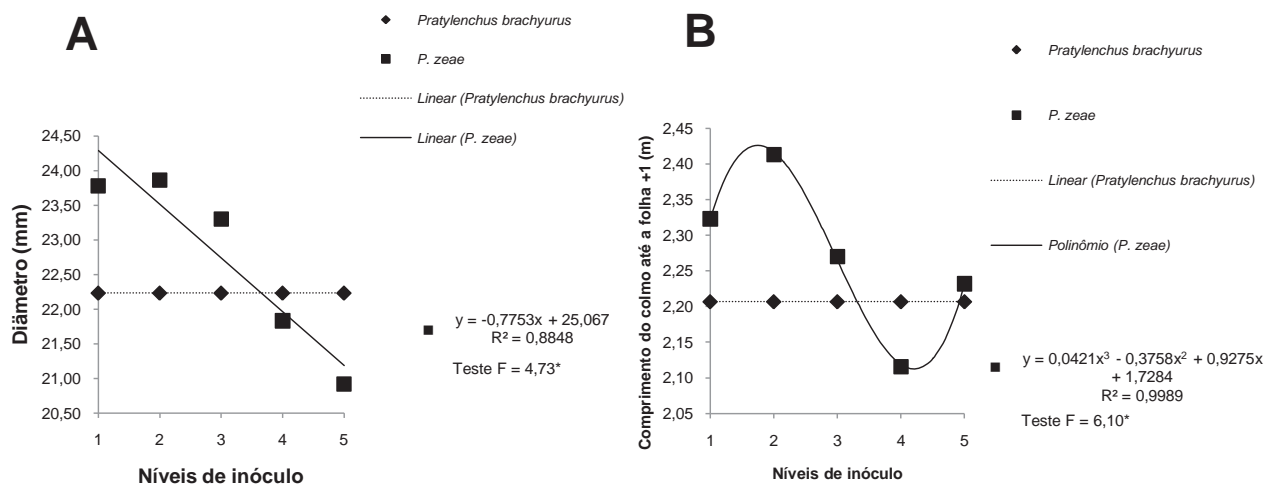 A
Pratylenchus brachyurus
P. zeae
Linear (Pratylenchus brachyurus)
Linear (P. zeae)
Diâmetro (mm)
24,50
24,00
23,50
23,00
22,50
22,00
21,50
21,00
20,50
1 2 3 4 5
Níveis de inóculo
y = -0,7753x + 25,067
R² = 0,8848
Teste F = 4,73*
B
Pratylenchus brachyurus
P. zeae
Linear (Pratylenchus brachyurus)
Polinômio (P. zeae)
Comprimento do colmo até a folha +1 (m)
2,45
2,40
2,35
2,30
2,25
2,20
2,15
2,10
2,05
1 2 3 4 5
Níveis de inóculo
y = 0,0421x³ - 0,3758x² + 0,9275x
+ 1,7284
R² = 0,9989
Teste F = 6,10*